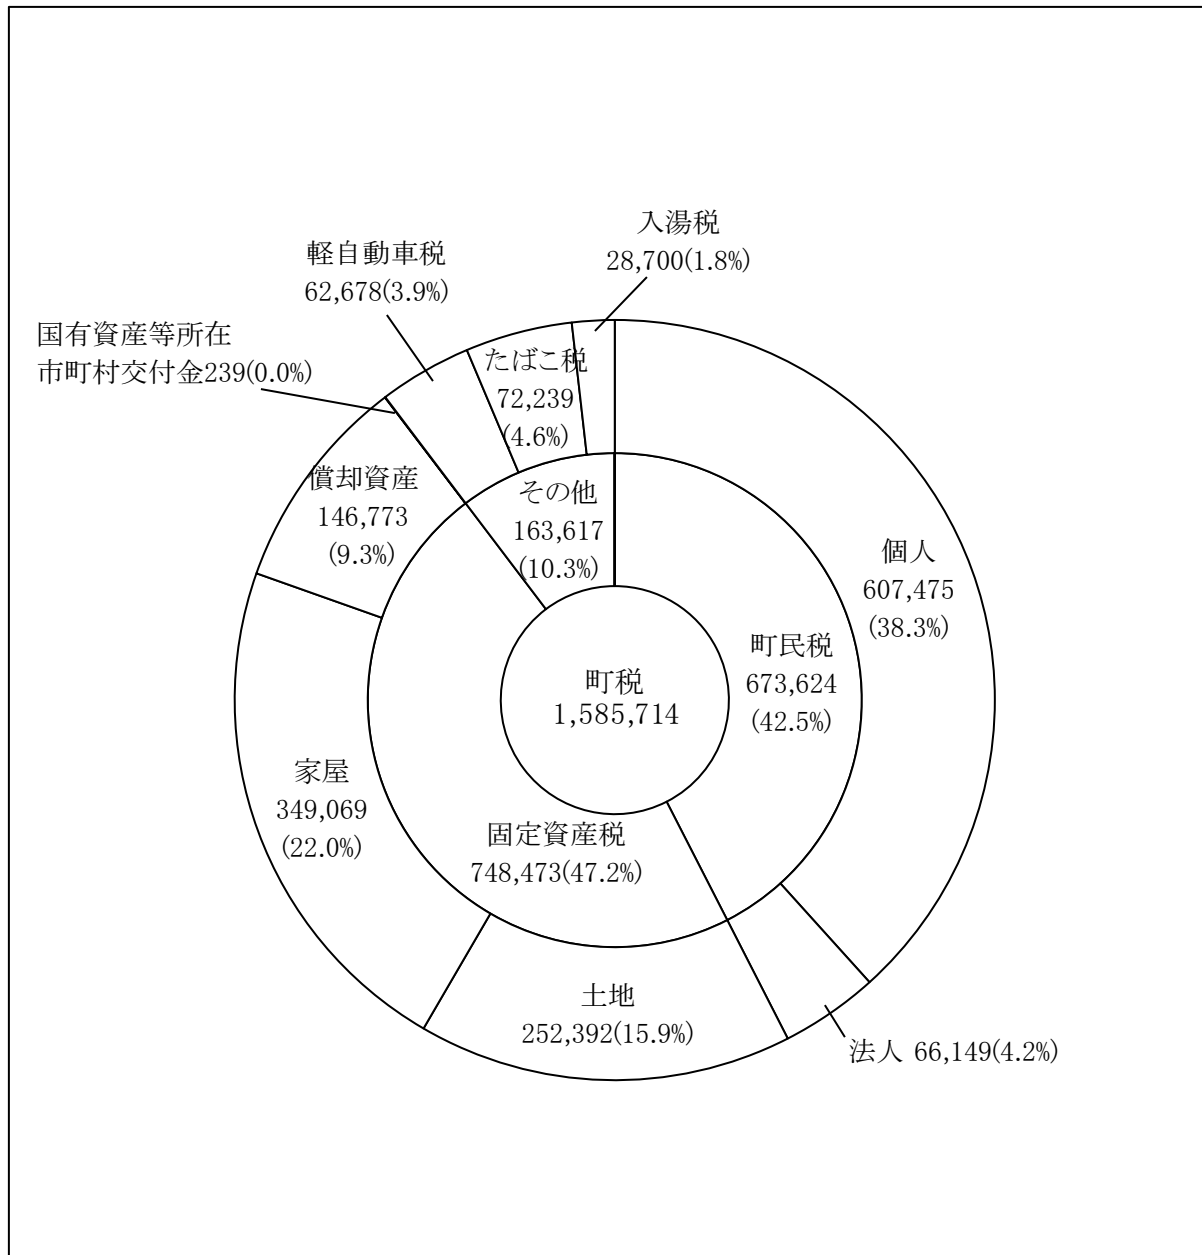 入湯税
28,700(1.8%)
軽自動車税
62,678(3.9%)
国有資産等所在
市町村交付金239(0.0%)
たばこ税
72,239
(4.6%)
償却資産
146,773
(9.3%)
その他
163,617
(10.3%)
個人
607,475
(38.3%)
町民税
673,624
(42.5%)
町税
1,585,714
家屋
349,069
(22.0%)
固定資産税
748,473(47.2%)
土地
252,392(15.9%)
法人 66,149(4.2%)